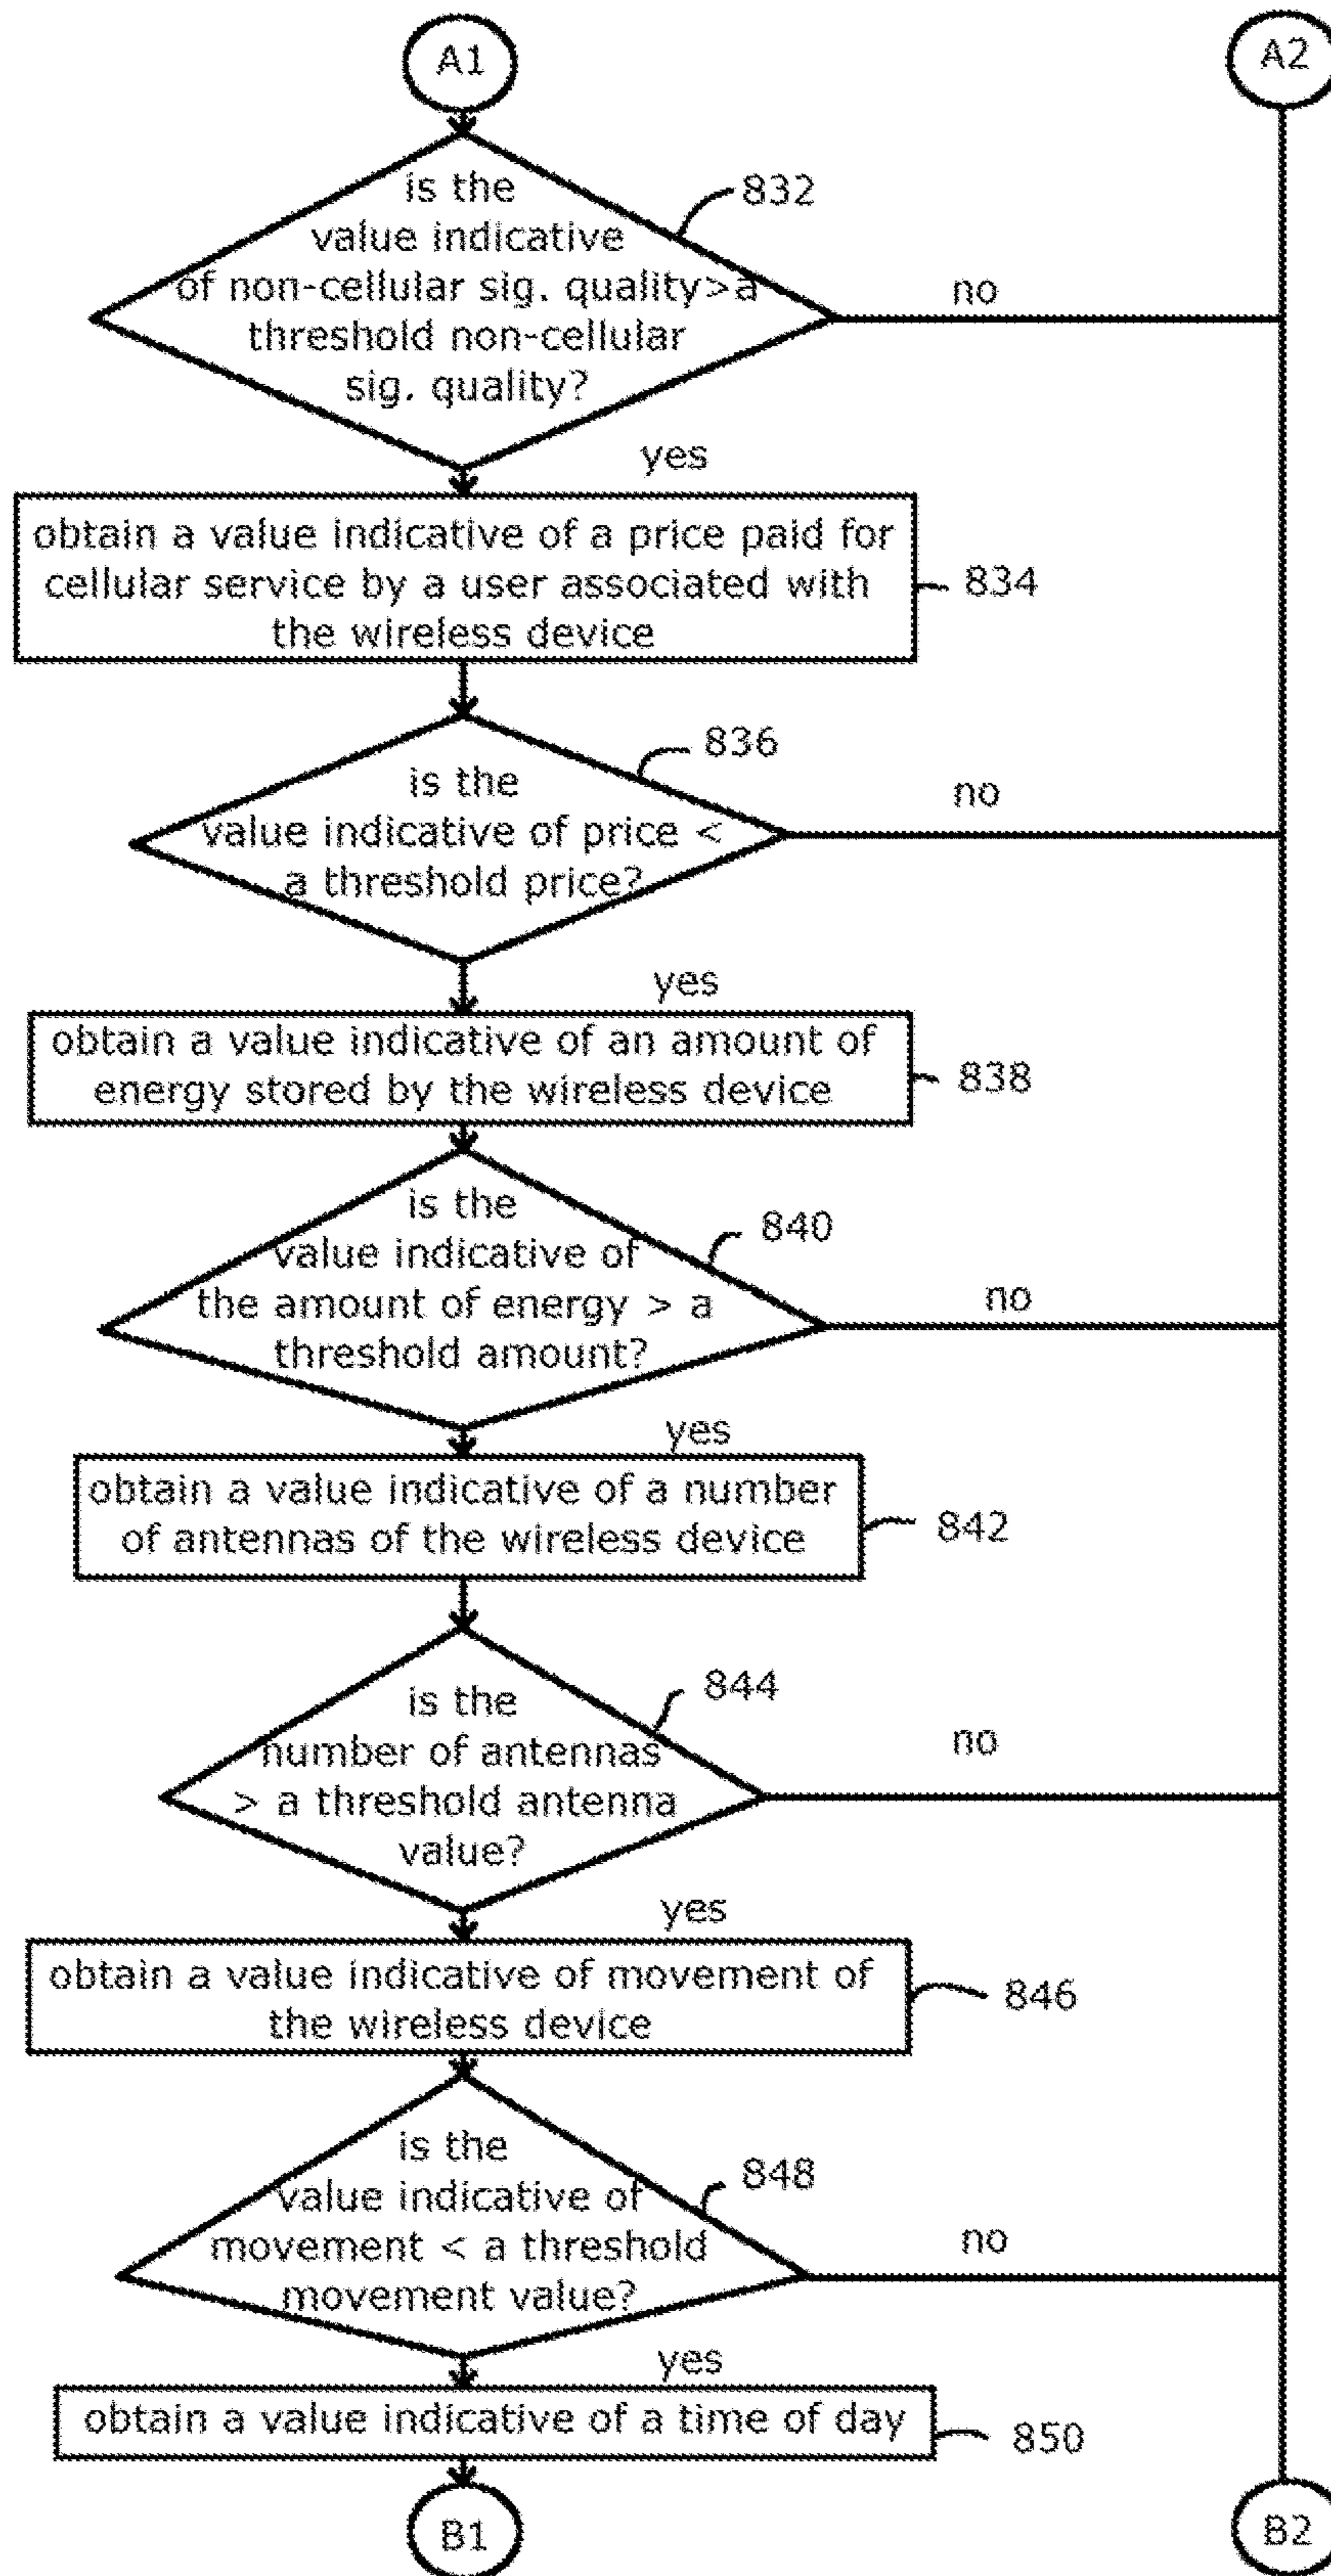 A1
A2
is the
value indicative
of non-cellular sig. quality>a
threshold non-cellular
sig. quality?
832
no
yes
obtain a value indicative of a price paid for
cellular service by a user associated with
the wireless device
834
is the
value indicative of price <
a threshold price?
836
no
yes
obtain a value indicative of an amount of
energy stored by the wireless device
838
is the
value indicative of
the amount of energy > a
threshold amount?
840
no
yes
obtain a value indicative of a number
of antennas of the wireless device
842
is the
number of antennas
> a threshold antenna
value?
844
no
yes
obtain a value indicative of movement of
the wireless device
846
is the
value indicative of
movement < a threshold
movement value?
848
no
yes
obtain a value indicative of a time of day
850
B1
B2